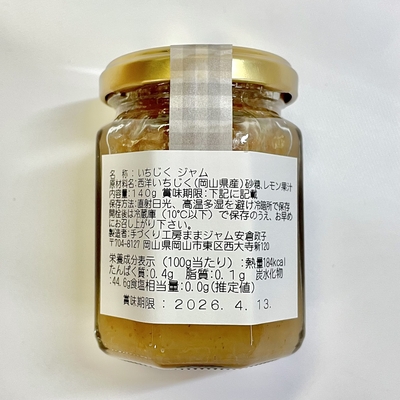 名 称：いちじく ジャム
原材料名：西洋いちじく(岡山県産)砂糖、レモン果汁
内容量：140g 賞味期限：下記に記載
保存方法：直射日光、高温多湿を避け冷暗所で保存
開栓後は冷蔵庫（10℃以下）で保存のうえ、お早め
にお召し上がり下さい。
製造者：手づくり工房ままジャム安倉政子
〒704-8127 岡山県岡山市東区西大寺新120
栄養成分表示（100g当たり）：熱量184kcal
たんぱく質：0.4g 脂質：0.1g 炭水化物
：44.6g食塩相当量：0.0g(推定値)
賞味期限：2026.4.13.